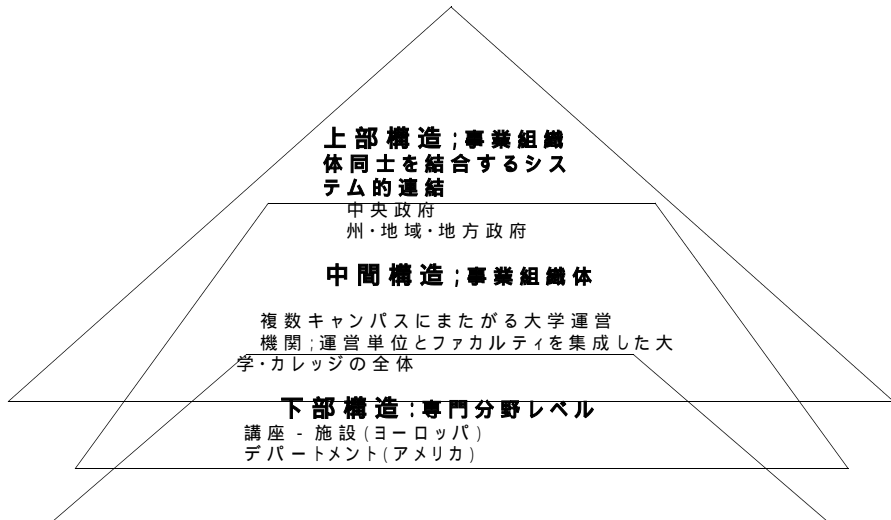 上部構造;事業組織
体同士を結合するシス
テム的連結
中央政府
州・地域・地方政府
中間構造;事業組織体
複数キャンパスにまたがる大学運営
機関;運営単位とファカルティを集成した大
学・カレッジの全体
下部構造:専門分野レベル
講座 - 施設(ヨーロッパ)
デパートメント(アメリカ)